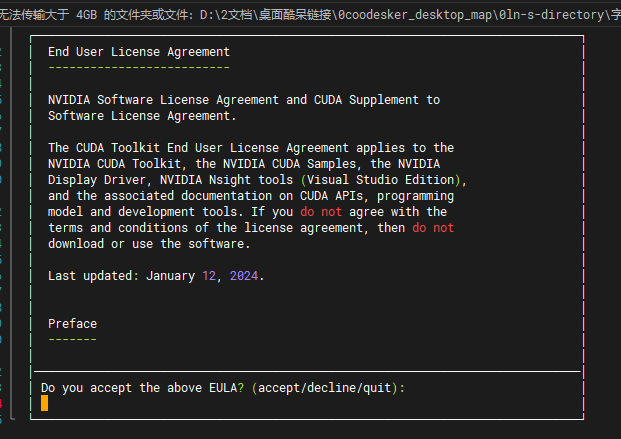 无法传输大于 4GB 的文件夹或文件: D:\2文档\桌面酷呆链接\0coodesker_desktop_map\0ln-s-directory\字
End User License Agreement
--------------------------
NVIDIA Software License Agreement and CUDA Supplement to
Software License Agreement.
The CUDA Toolkit End User License Agreement applies to the
NVIDIA CUDA Toolkit, the NVIDIA CUDA Samples, the NVIDIA
Display Driver, NVIDIA Nsight tools (Visual Studio Edition),
and the associated documentation on CUDA APIs, programming
model and development tools. If you do not agree with the
terms and conditions of the license agreement, then do not
download or use the software.
Last updated: January 12, 2024.
Preface
-------
Do you accept the above EULA? (accept/decline/quit):